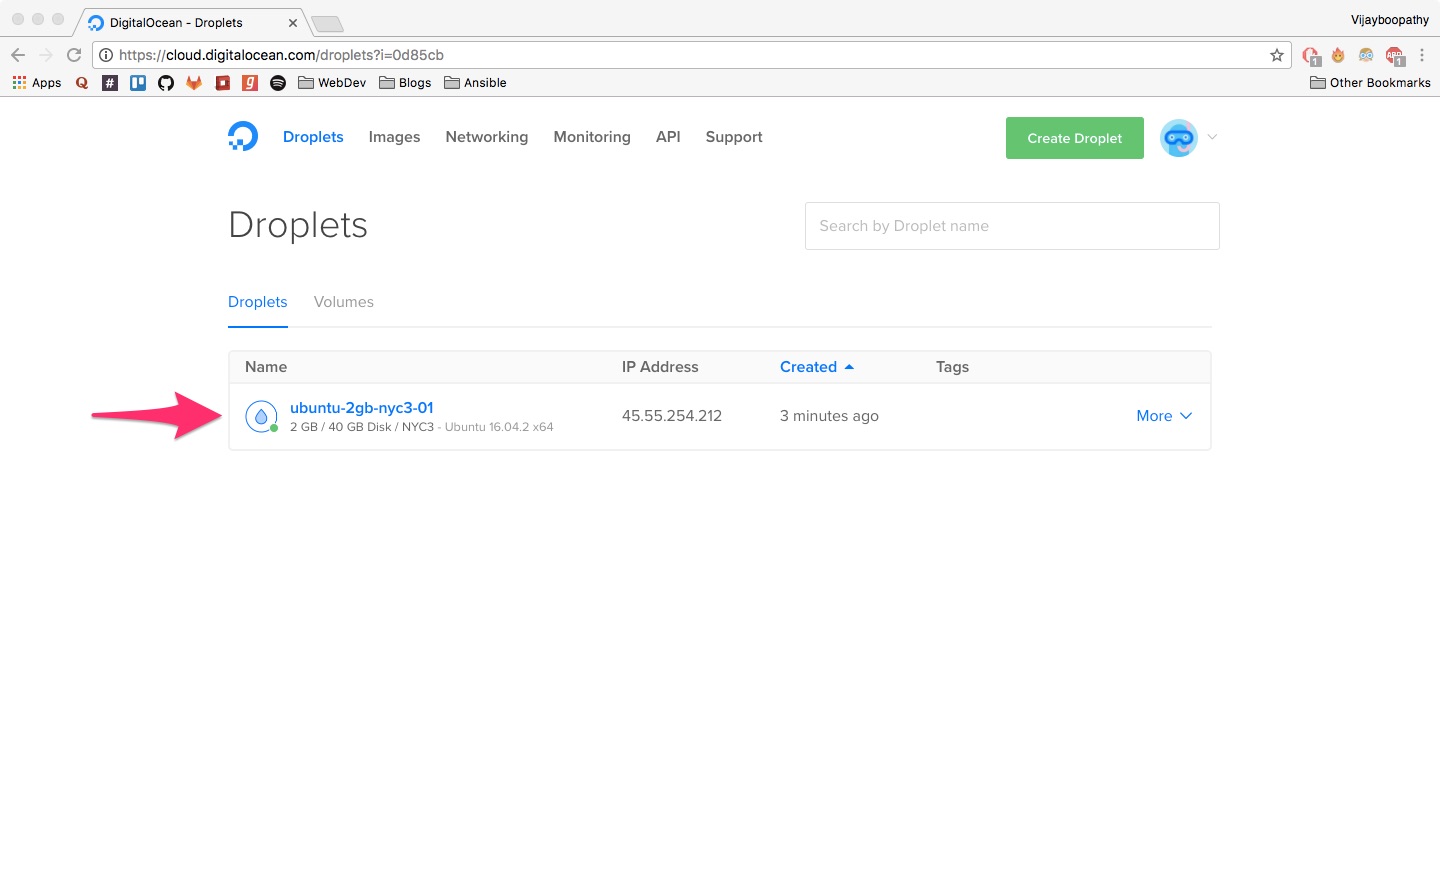 DigitalOcean - Droplets
Vijayboopathy
https://cloud.digitalocean.com/droplets?i=0d85cb
1
1
Apps
WebDev
Blogs
Ansible
Other Bookmarks
Droplets
Images
Networking
Monitoring
API
Support
Create Droplet
Droplets
Search by Droplet name
Droplets
Volumes
Name
IP Address
Created
Tags
ubuntu-2gb-nyc3-01
2 GB / 40 GB Disk / NYC3 - Ubuntu 16.04.2 x64
45.55.254.212
3 minutes ago
More